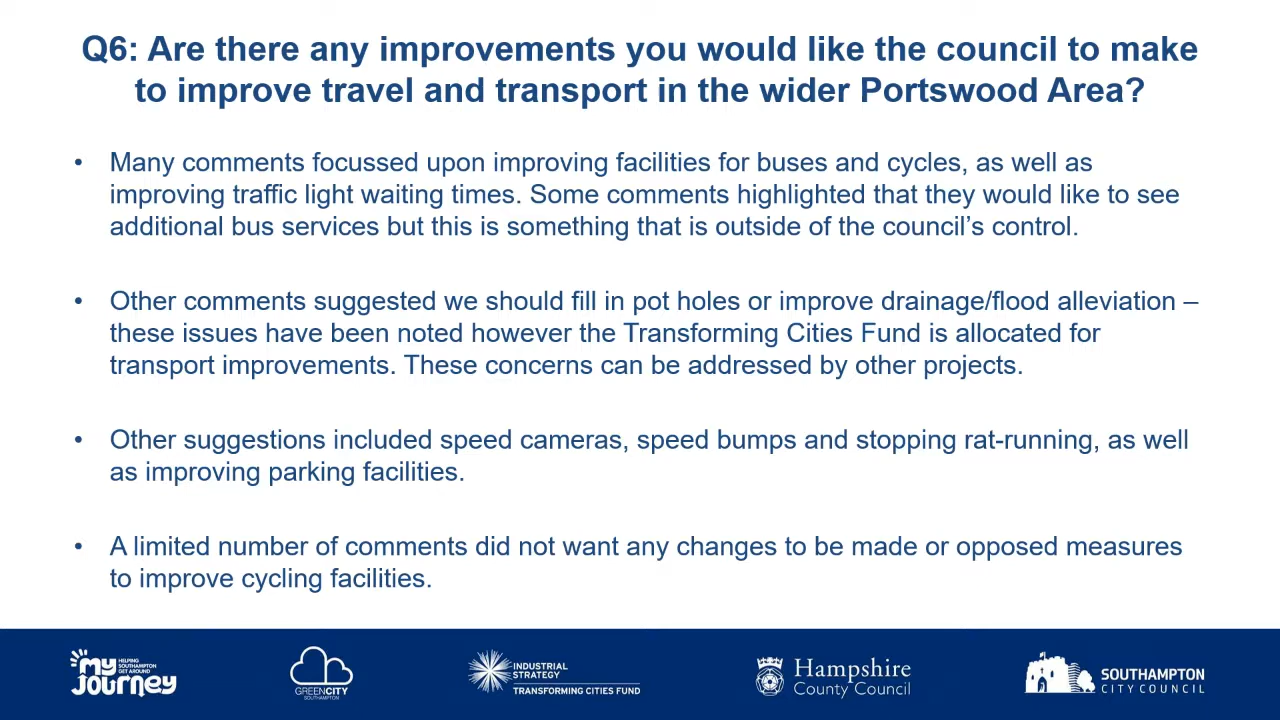 Q6: Are there any improvements you would like the council to make
to improve travel and transport in the wider Portswood Area?
• Many comments focussed upon improving facilities for buses and cycles, as well as
improving traffic light waiting times. Some comments highlighted that they would like to see
additional bus services but this is something that is outside of the council’s control.
• Other comments suggested we should fill in pot holes or improve drainage/flood alleviation –
these issues have been noted however the Transforming Cities Fund is allocated for
transport improvements. These concerns can be addressed by other projects.
• Other suggestions included speed cameras, speed bumps and stopping rat-running, as well
as improving parking facilities.
• A limited number of comments did not want any changes to be made or opposed measures
to improve cycling facilities.
my
JOURNEY
HELPING
SOUTHAMPTON
GET AROUND
GREENCITY
SOUTHAMPTON
INDUSTRIAL
STRATEGY
TRANSFORMING CITIES FUND
Hampshire
County Council
SOUTHAMPTON
CITY COUNCIL